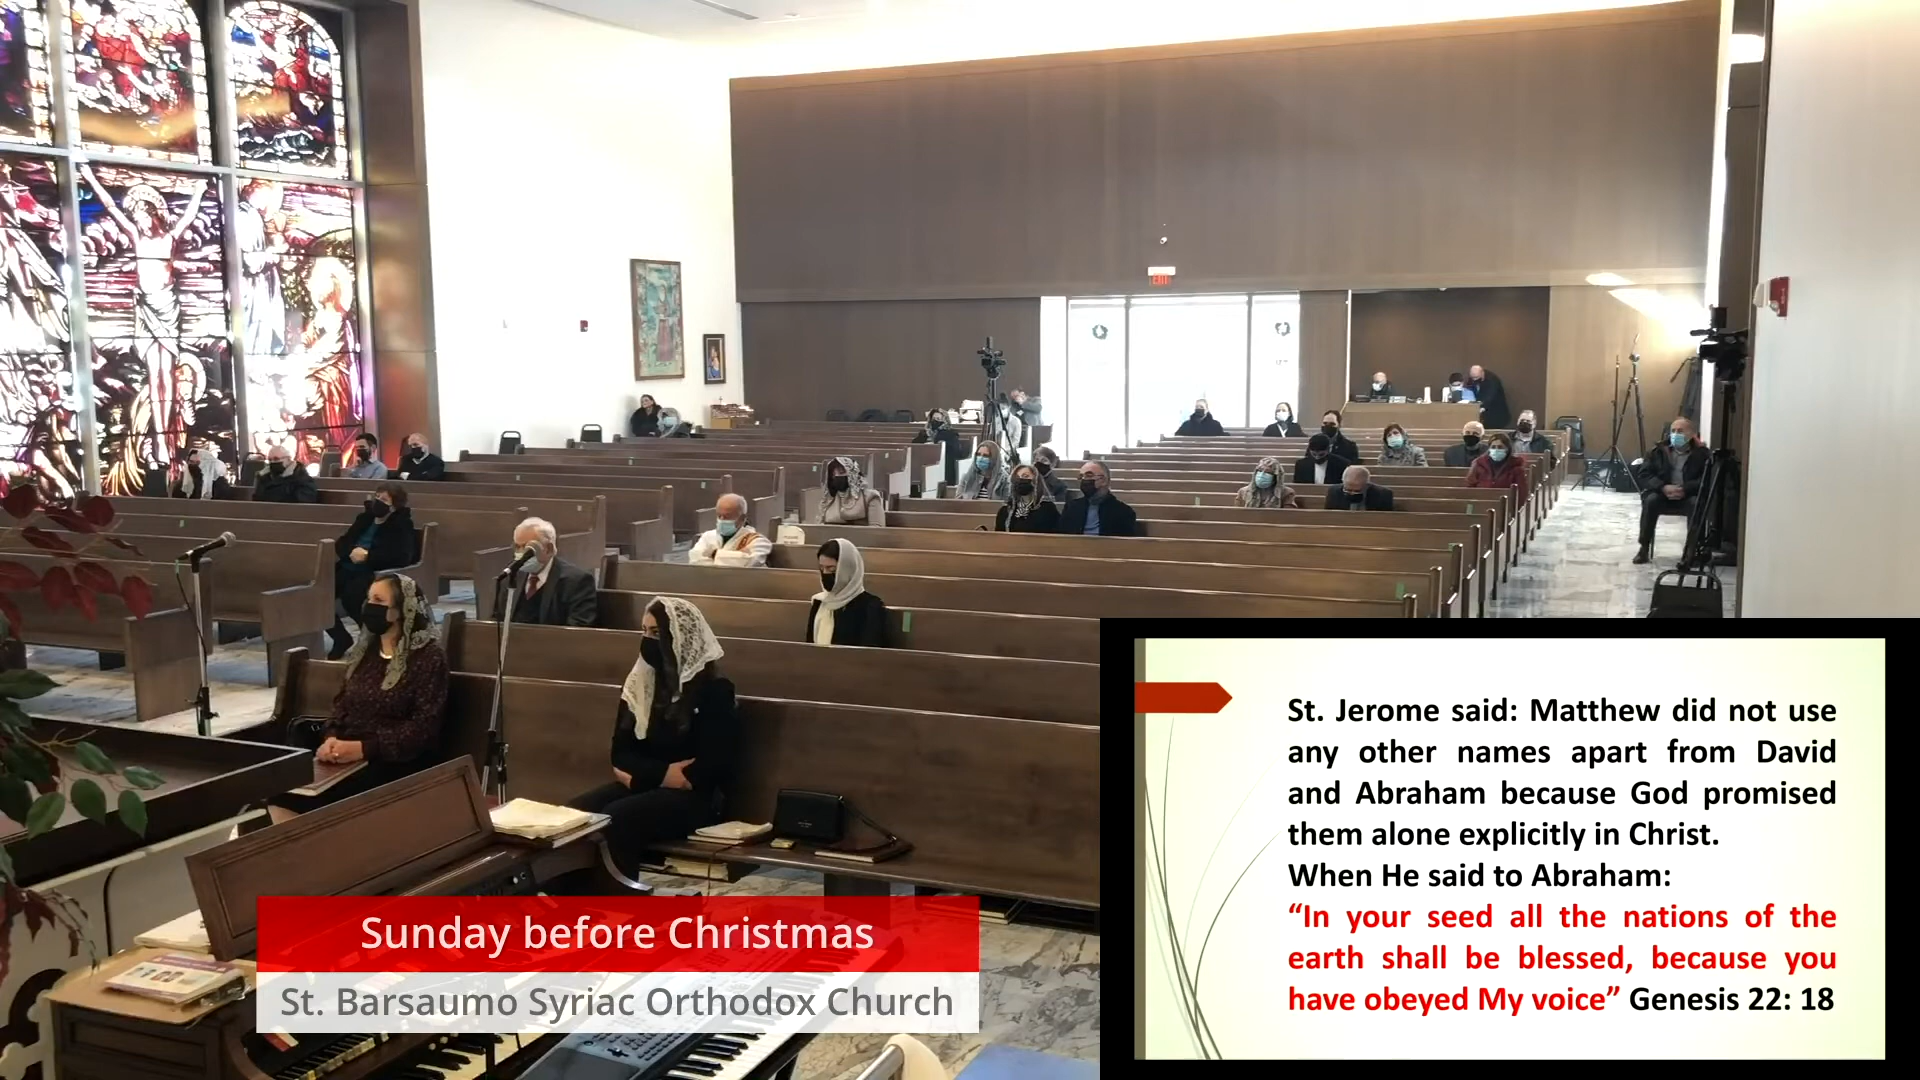 EXIT
Sunday before Christmas
St. Barsaumo Syriac Orthodox Church
St. Jerome said: Matthew did not use
any other names apart from David
and Abraham because God promised
them alone explicitly in Christ.
When He said to Abraham:
“In your seed all the nations of the
earth shall be blessed, because you
have obeyed My voice” Genesis 22: 18